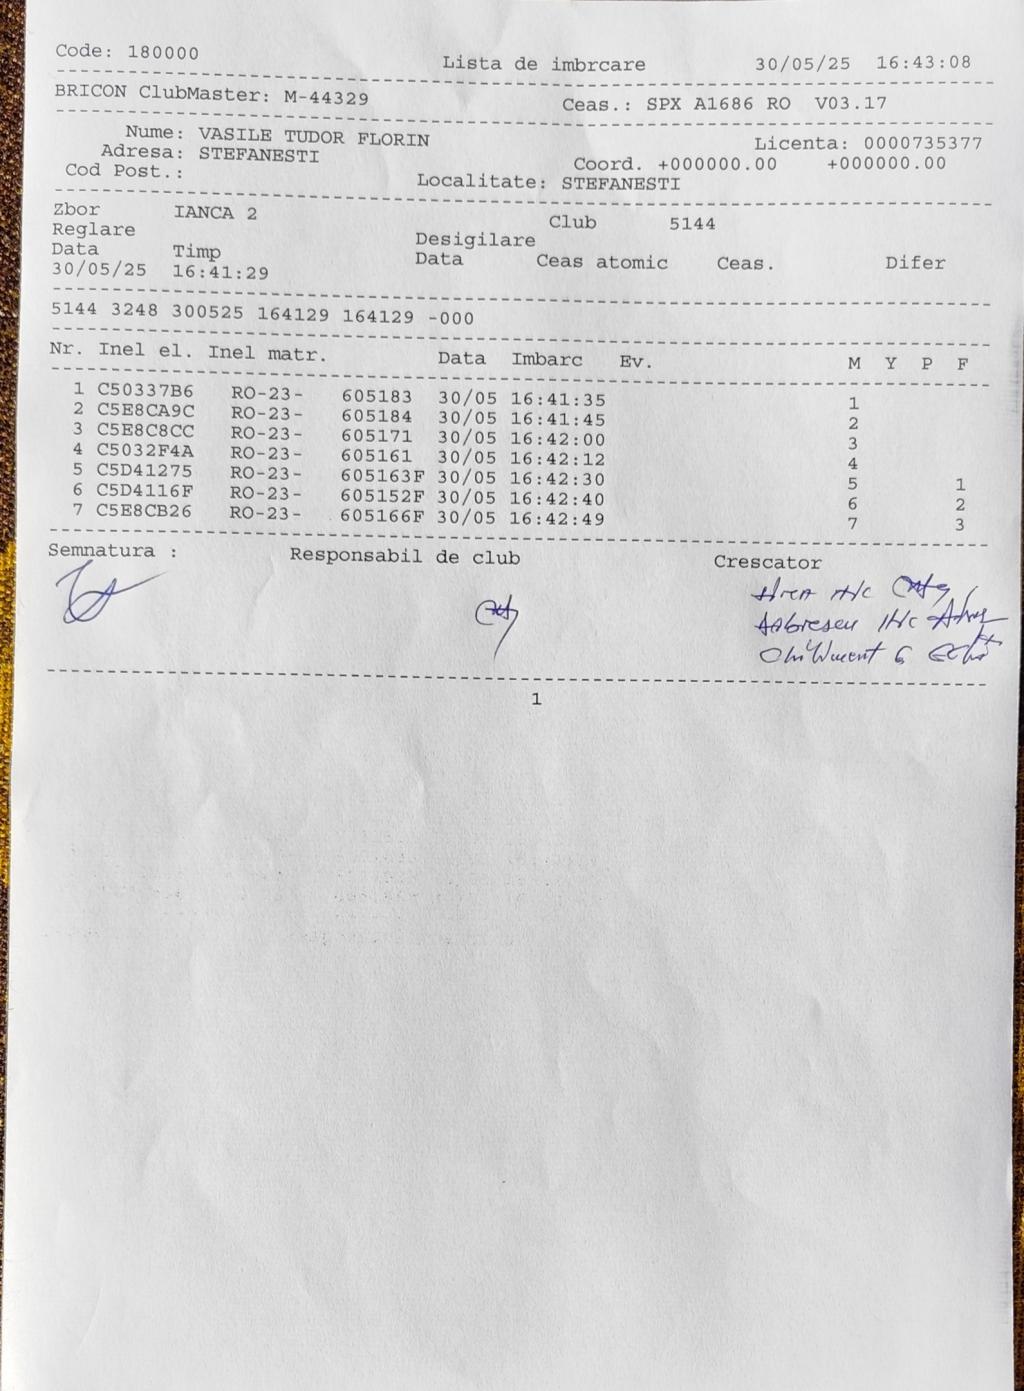 Code: 180000 Lista de imbrcare 30/05/25 16:43:08
BRICON ClubMaster: M-44329 Ceas.: SPX A1686 RO V03.17
Nume: VASILE TUDOR FLORIN Licenta: 0000735377
Adresa: STEFANESTI Coord. +000000.00 +000000.00
Cod Post.: Localitate: STEFANESTI
Zbor IANCA 2 Club 5144
Reglare Desigilare
Data Timp Data Ceas atomic Ceas. Difer
30/05/25 16:41:29
5144 3248 300525 164129 164129 -000
Nr. Inel el. Inel matr. Data Imbarc Ev. M Y P F
1 C50337B6 RO-23- 605183 30/05 16:41:35 1
2 C5E8CA9C RO-23- 605184 30/05 16:41:45 2
3 C5E8C8CC RO-23- 605171 30/05 16:42:00 3
4 C5032F4A RO-23- 605161 30/05 16:42:12 4
5 C5D41275 RO-23- 605163F 30/05 16:42:30 5 1
6 C5D4116F RO-23- 605152F 30/05 16:42:40 6 2
7 C5E8CB26 RO-23- 605166F 30/05 16:42:49 7 3
Semnatura : Responsabil de club Crescator
1